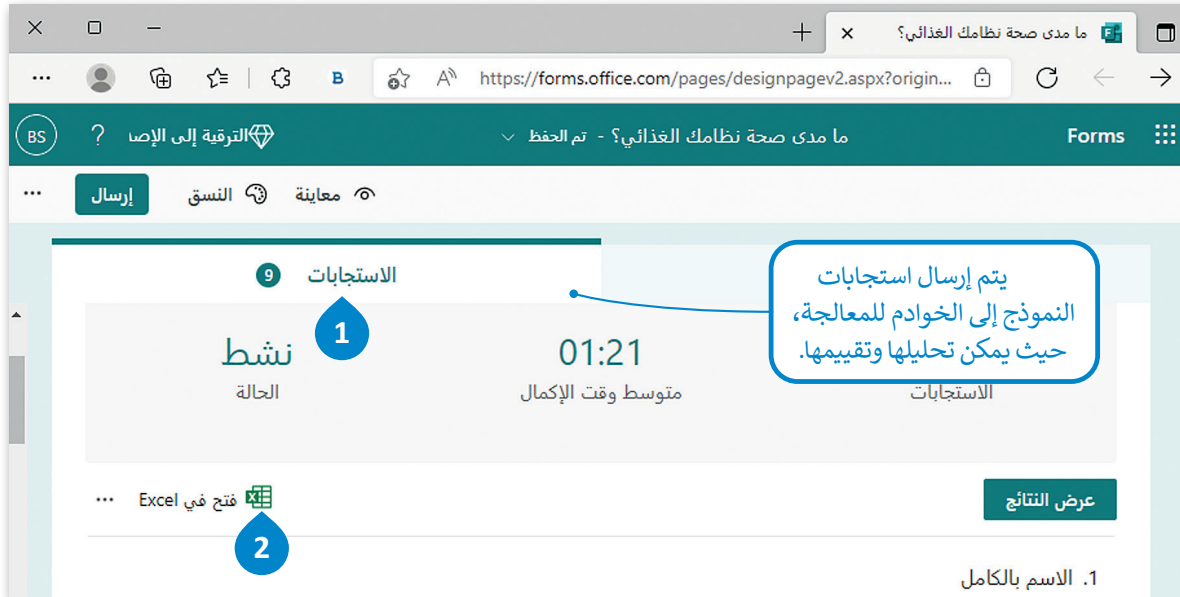 ما مدى صحة نظامك الغذائي؟
https://forms.office.com/pages/designpagev2.aspx?origin...
Forms
ما مدى صحة نظامك الغذائي؟ - تم الحفظ
الترقية إلى الإصد
?
BS
معاينة
النسق
إرسال
...
الاستجابات 9
1
يتم إرسال استجابات
النموذج إلى الخوادم للمعالجة،
حيث يمكن تحليلها وتقييمها.
الاستجابات
01:21
متوسط وقت الإكمال
نشط
الحالة
عرض النتائج
فتح في Excel
...
2
1. الاسم بالكامل